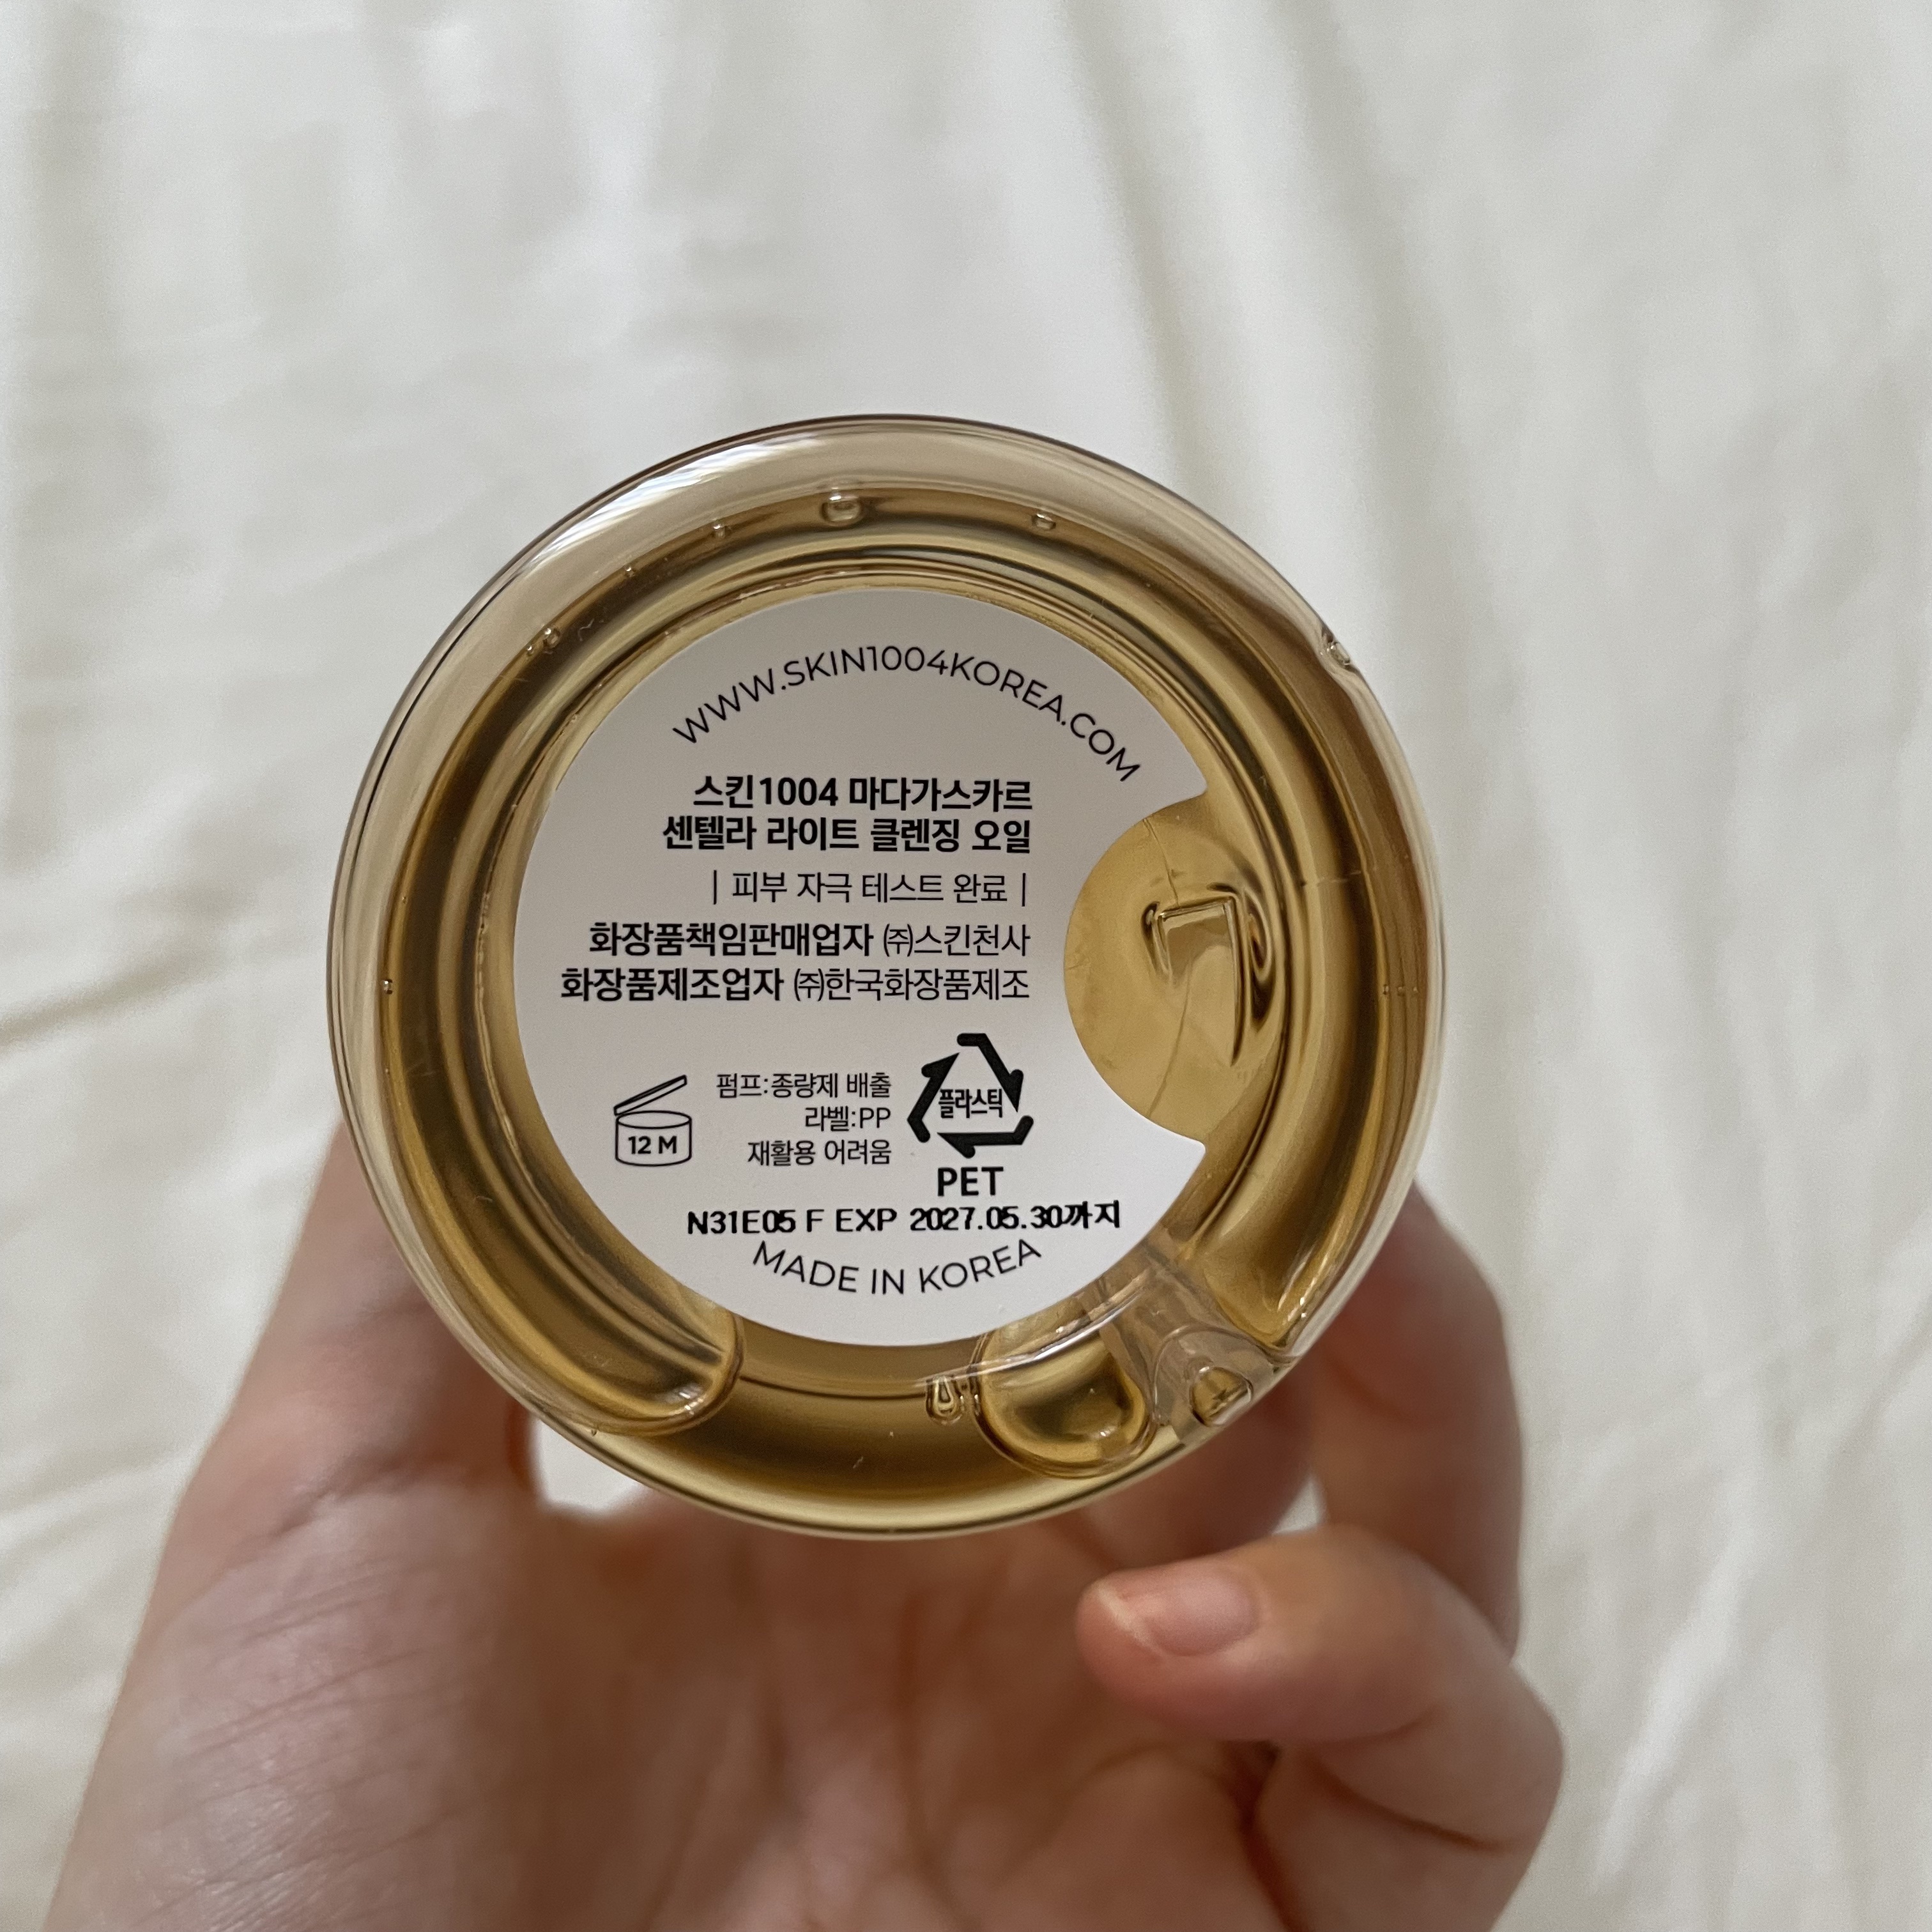 WWW.SKIN1004KOREA.COM
스킨1004 마다가스카르
센텔라 라이트 클렌징 오일
| 피부 자극 테스트 완료 |
화장품책임판매업자 ㈜스킨천사
화장품제조업자 ㈜한국화장품제조
12 M
펌프:종량제 배출
라벨:PP
재활용 어려움
플라스틱
PET
N31E05 F EXP 2027.05.30까지
MADE IN KOREA